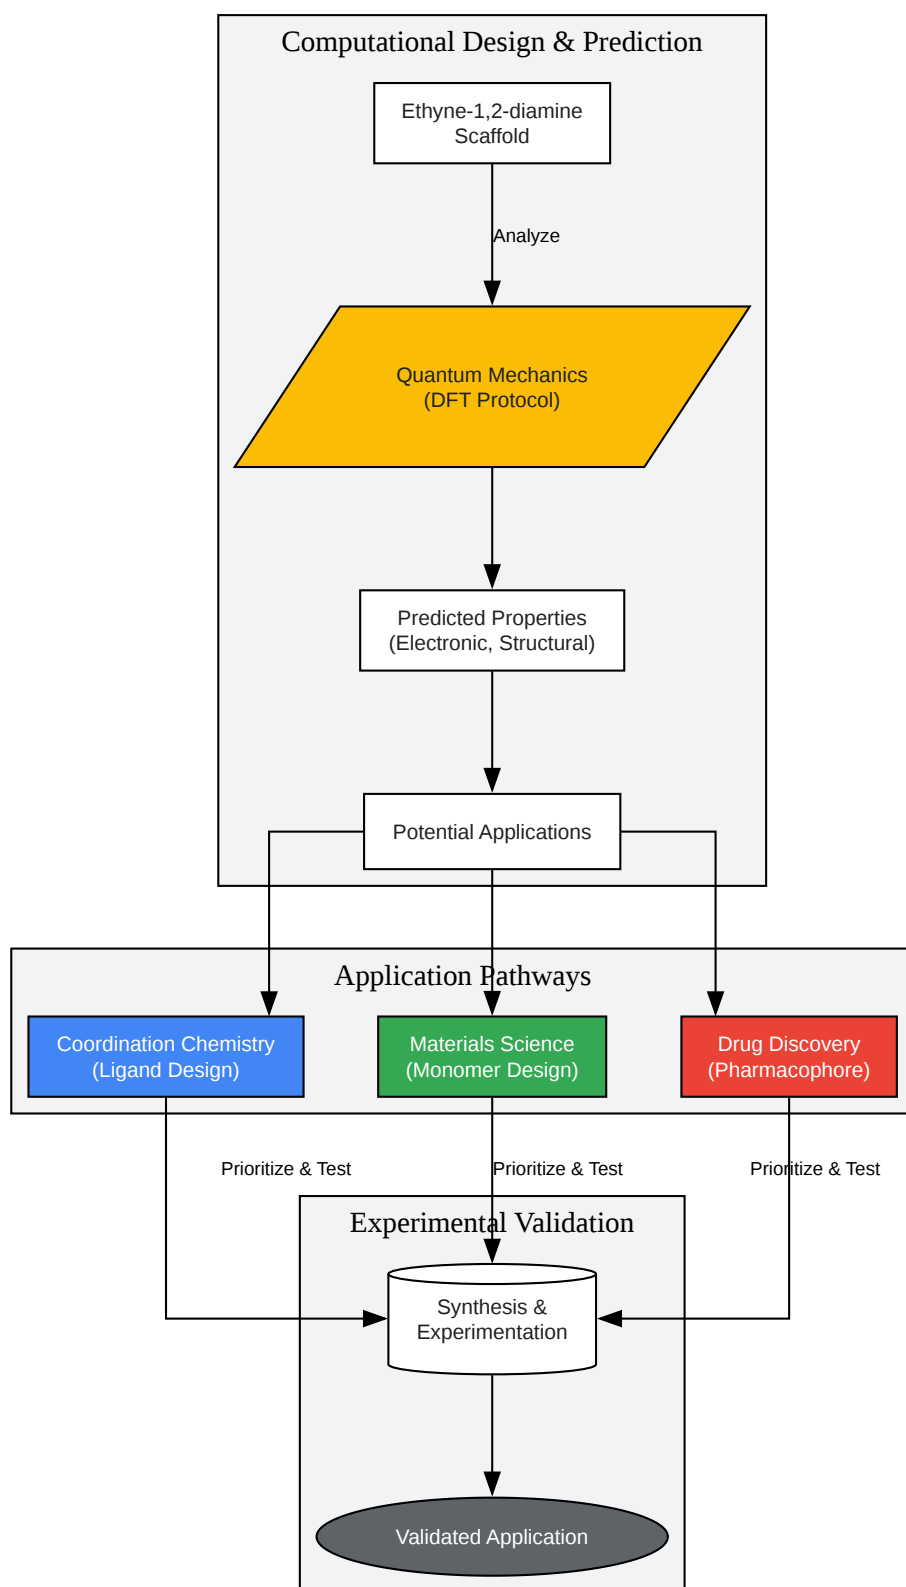 Computational Design & Prediction
Ethyne-1,2-diamine
Scaffold
Analyze
Quantum Mechanics
(DFT Protocol)
Predicted Properties
(Electronic, Structural)
Potential Applications
Application Pathways
Coordination Chemistry
(Ligand Design)
Materials Science
(Monomer Design)
Drug Discovery
(Pharmacophore)
Prioritize & Test
Prioritize & Test
Prioritize & Test
Experimental Validation
Synthesis &
Experimentation
Validated Application